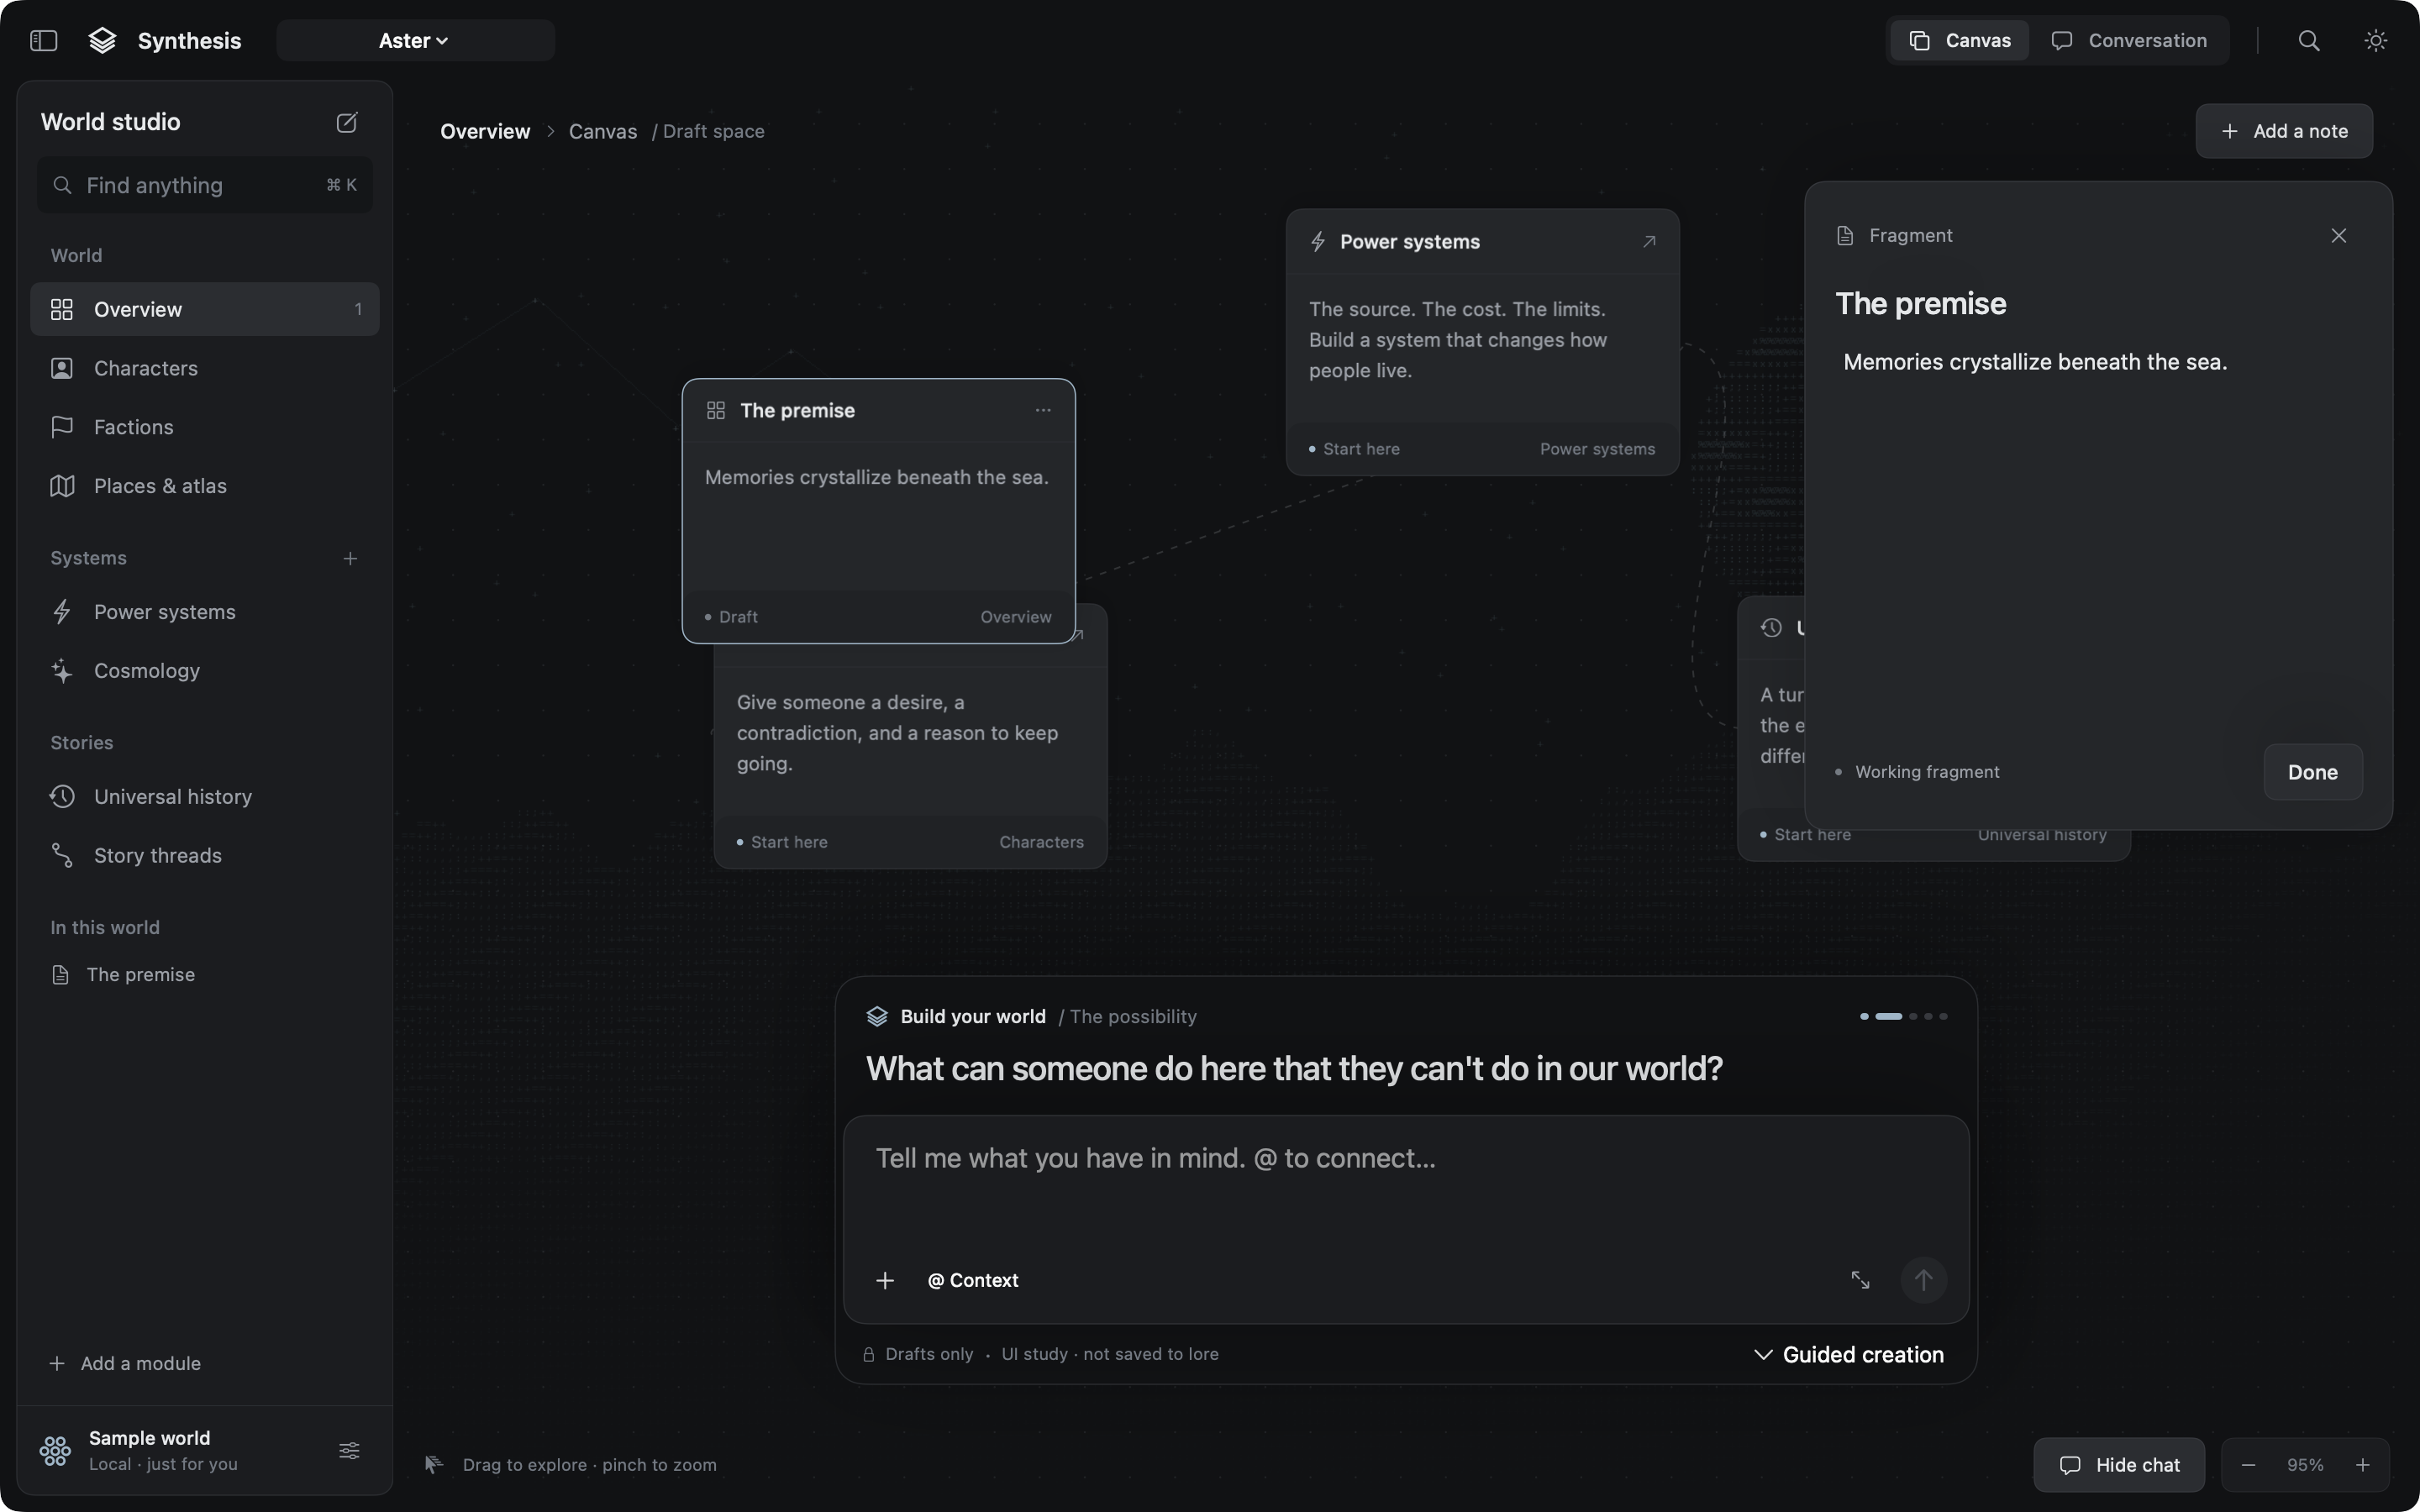 Synthesis
Aster
Canvas
Conversation
World studio
Find anything
⌘ K
World
Overview
1
Characters
Factions
Places & atlas
Systems
Power systems
Cosmology
Stories
Universal history
Story threads
In this world
The premise
Add a module
Sample world
Local · just for you
Overview > Canvas / Draft space
+ Add a note
Power systems
The source. The cost. The limits.
Build a system that changes how
people live.
Start here
Power systems
The premise
Memories crystallize beneath the sea.
Draft
Overview
Give someone a desire, a
contradiction, and a reason to keep
going.
Start here
Characters
A tur
the e
differ
Start here
Universal history
Fragment
The premise
Memories crystallize beneath the sea.
Working fragment
Done
Build your world / The possibility
What can someone do here that they can't do in our world?
Tell me what you have in mind. @ to connect...
@ Context
Drafts only · UI study · not saved to lore
Guided creation
Drag to explore · pinch to zoom
Hide chat
95%